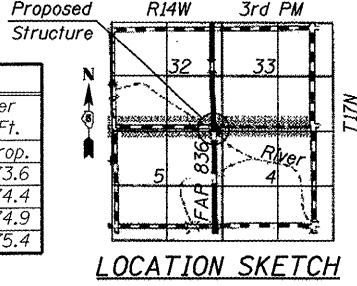 Proposed
Structure
R14W 3rd PM
N
32 33
T17N
5 4
FAP 836
River
Ft.
rop.
3.6
4.4
4.9
5.4
LOCATION SKETCH